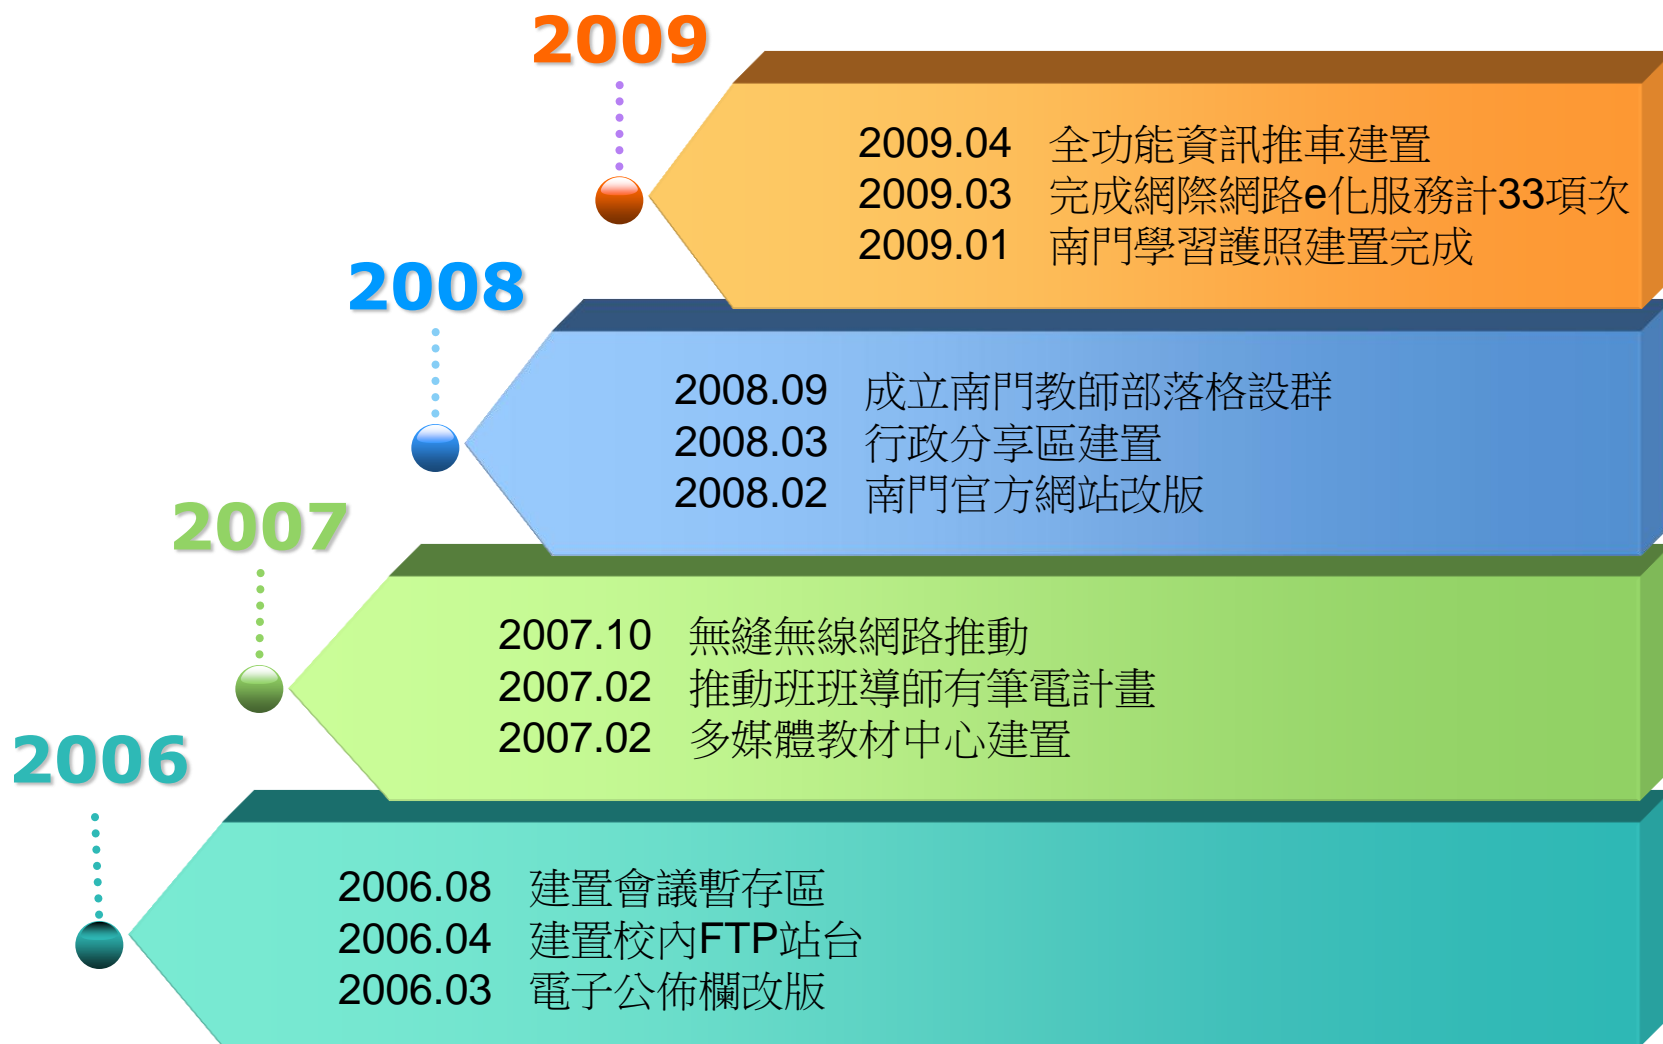 2009
2009.04 全功能資訊推車建置
2009.03 完成網際網路e化服務計33項次
2009.01 南門學習護照建置完成
2008
2008.09 成立南門教師部落格設群
2008.03 行政分享區建置
2008.02 南門官方網站改版
2007
2007.10 無縫無線網路推動
2007.02 推動班班導師有筆電計畫
2007.02 多媒體教材中心建置
2006
2006.08 建置會議暫存區
2006.04 建置校內FTP站台
2006.03 電子公佈欄改版